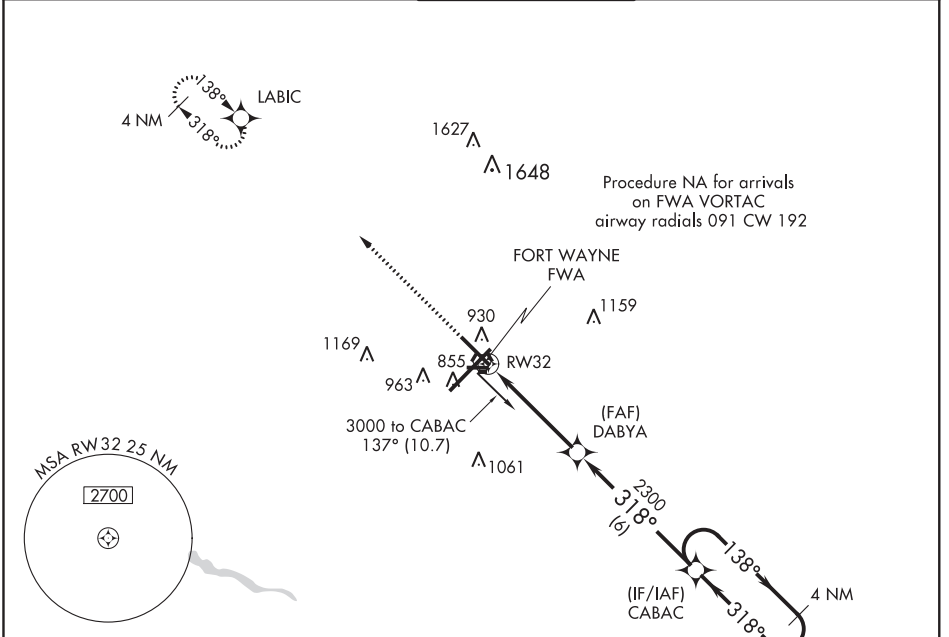 138°
LABIC
4 NM
318°
1627
1648
Procedure NA for arrivals
on FWA VORTAC
airway radials 091 CW 192
FORT WAYNE
FWA
1159
930
1169
855
RW32
963
3000 to CABAC
137° (10.7)
(FAF)
DABYA
1061
MSA RW32 25 NM
2700
2300
318°
(6)
138°
(IF/IAF)
CABAC
4 NM
318°